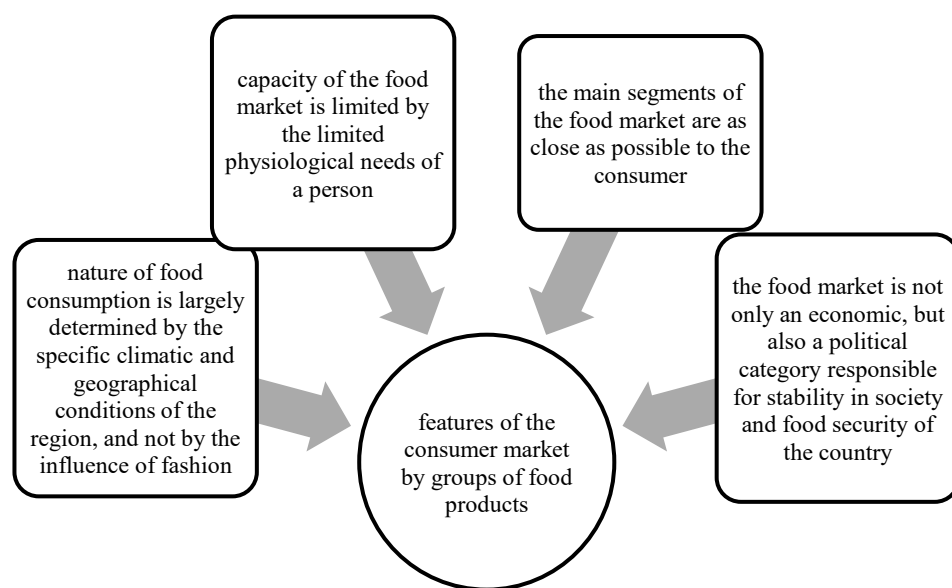 capacity of the food
market is limited by
the limited
physiological needs of
a person
the main segments of
the food market are as
close as possible to the
consumer
nature of food
consumption is largely
determined by the
specific climatic and
geographical
conditions of the
region, and not by the
influence of fashion
the food market is not
only an economic, but
also a political
category responsible
for stability in society
and food security of
the country
features of the
consumer market
by groups of food
products